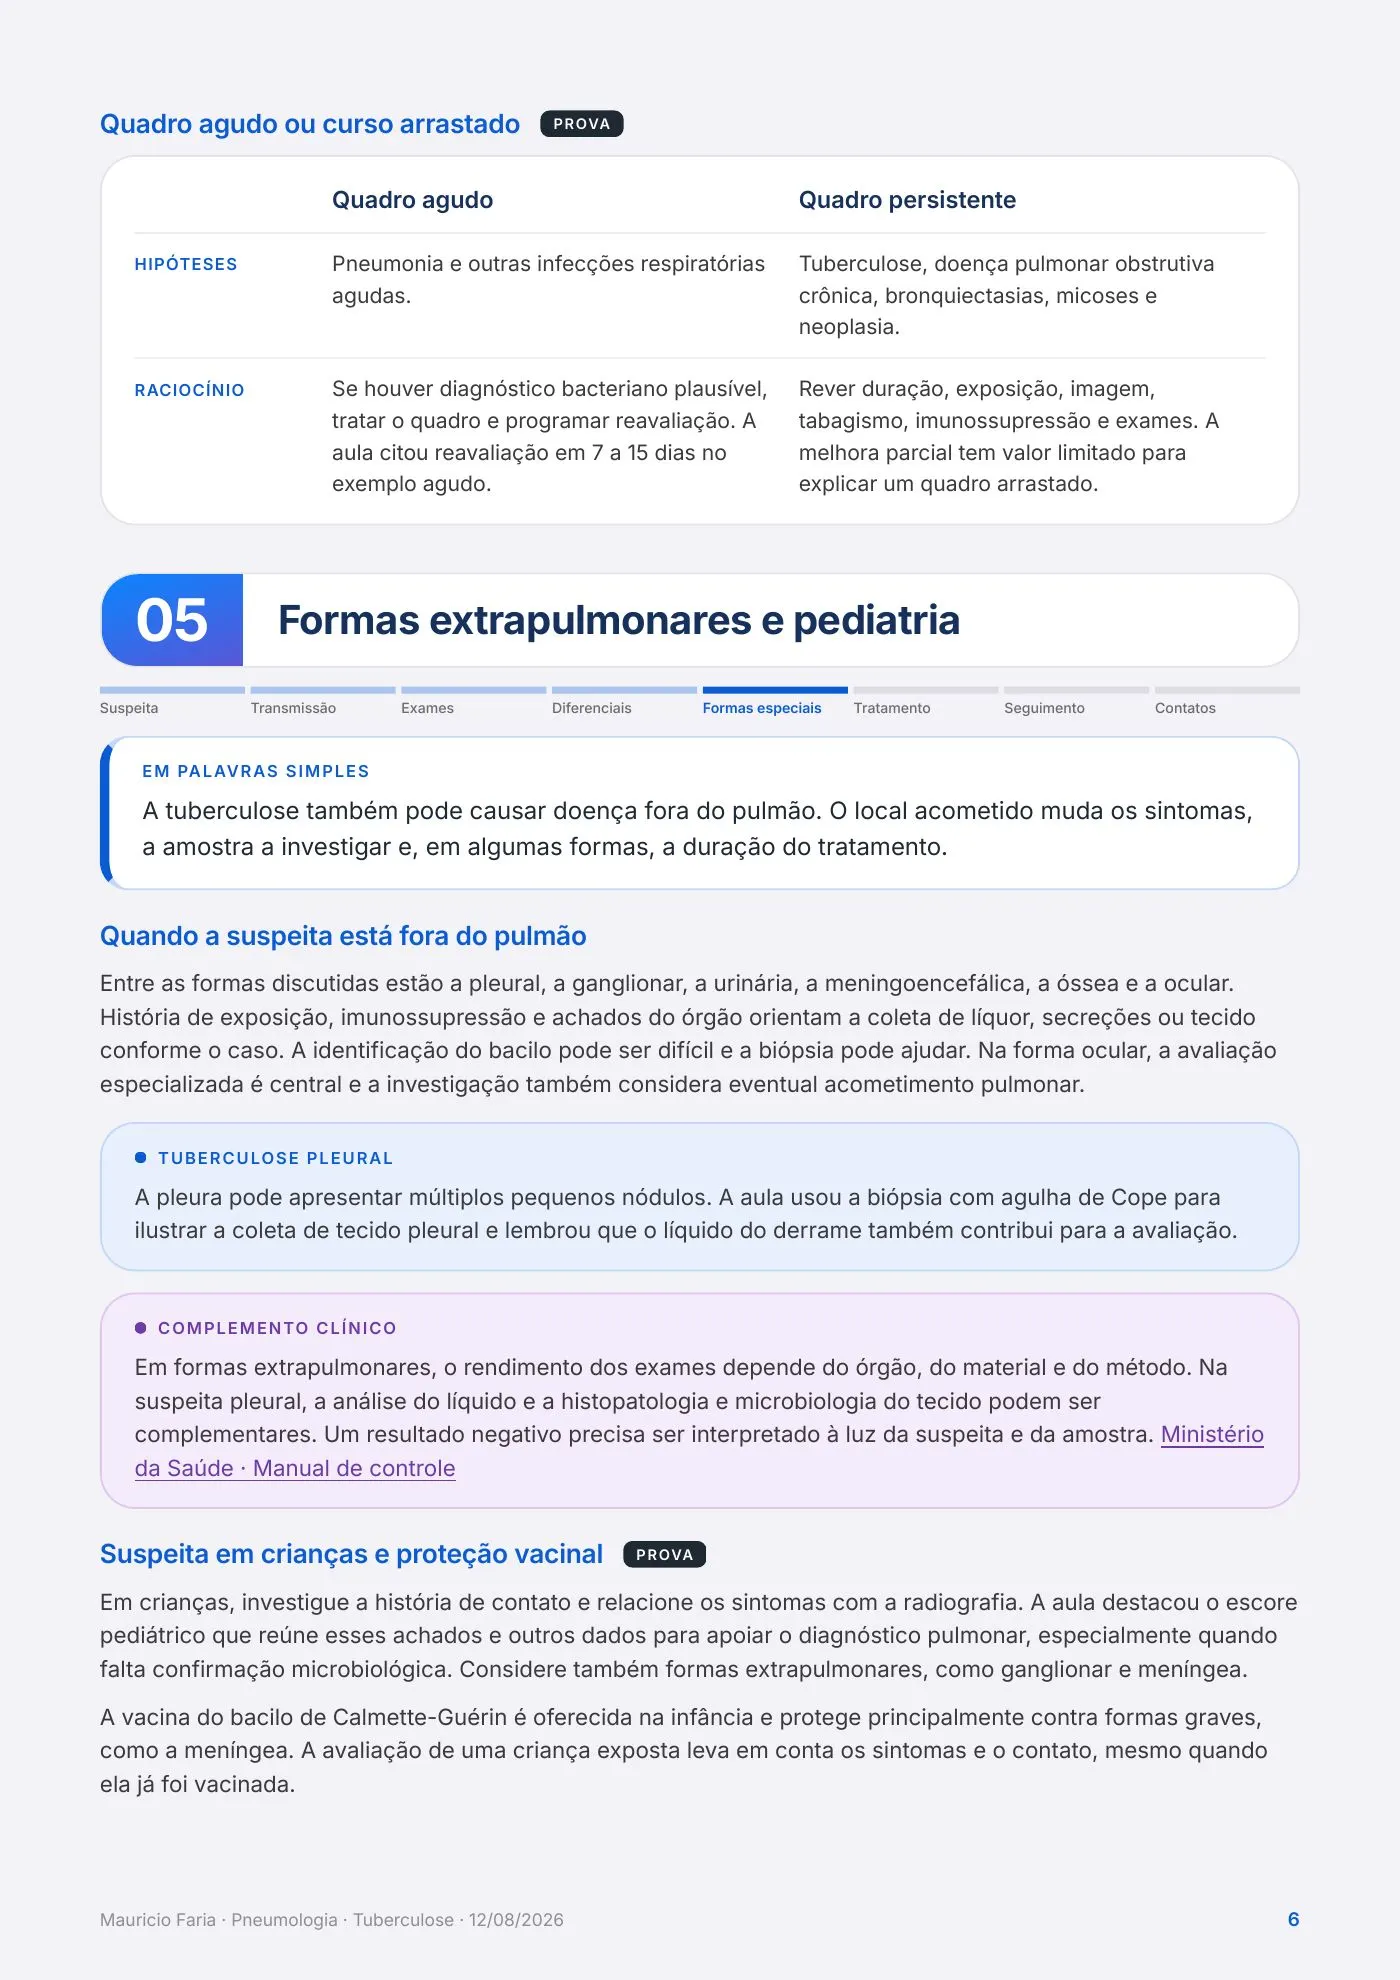 Quadro agudo ou curso arrastado PROVA
Quadro agudo Quadro persistente
HIPÓTESES
Pneumonia e outras infecções respiratórias
agudas.
Tuberculose, doença pulmonar obstrutiva
crônica, bronquiectasias, micoses e
neoplasia.
RACIOCÍNIO
Se houver diagnóstico bacteriano plausível,
tratar o quadro e programar reavaliação. A
aula citou reavaliação em 7 a 15 dias no
exemplo agudo.
Rever duração, exposição, imagem,
tabagismo, imunossupressão e exames. A
melhora parcial tem valor limitado para
explicar um quadro arrastado.
05 Formas extrapulmonares e pediatria
Suspeita Transmissão Exames Diferenciais Formas especiais Tratamento Seguimento Contatos
EM PALAVRAS SIMPLES
A tuberculose também pode causar doença fora do pulmão. O local acometido muda os sintomas,
a amostra a investigar e, em algumas formas, a duração do tratamento.
Quando a suspeita está fora do pulmão
Entre as formas discutidas estão a pleural, a ganglionar, a urinária, a meningoencefálica, a óssea e a ocular.
História de exposição, imunossupressão e achados do órgão orientam a coleta de líquor, secreções ou tecido
conforme o caso. A identificação do bacilo pode ser difícil e a biópsia pode ajudar. Na forma ocular, a avaliação
especializada é central e a investigação também considera eventual acometimento pulmonar.
TUBERCULOSE PLEURAL
A pleura pode apresentar múltiplos pequenos nódulos. A aula usou a biópsia com agulha de Cope para
ilustrar a coleta de tecido pleural e lembrou que o líquido do derrame também contribui para a avaliação.
COMPLEMENTO CLÍNICO
Em formas extrapulmonares, o rendimento dos exames depende do órgão, do material e do método. Na
suspeita pleural, a análise do líquido e a histopatologia e microbiologia do tecido podem ser
complementares. Um resultado negativo precisa ser interpretado à luz da suspeita e da amostra. Ministério
da Saúde · Manual de controle
Suspeita em crianças e proteção vacinal PROVA
Em crianças, investigue a história de contato e relacione os sintomas com a radiografia. A aula destacou o escore
pediátrico que reúne esses achados e outros dados para apoiar o diagnóstico pulmonar, especialmente quando
falta confirmação microbiológica. Considere também formas extrapulmonares, como ganglionar e meníngea.
A vacina do bacilo de Calmette-Guérin é oferecida na infância e protege principalmente contra formas graves,
como a meníngea. A avaliação de uma criança exposta leva em conta os sintomas e o contato, mesmo quando
ela já foi vacinada.
Mauricio Faria · Pneumologia · Tuberculose · 12/08/2026 6